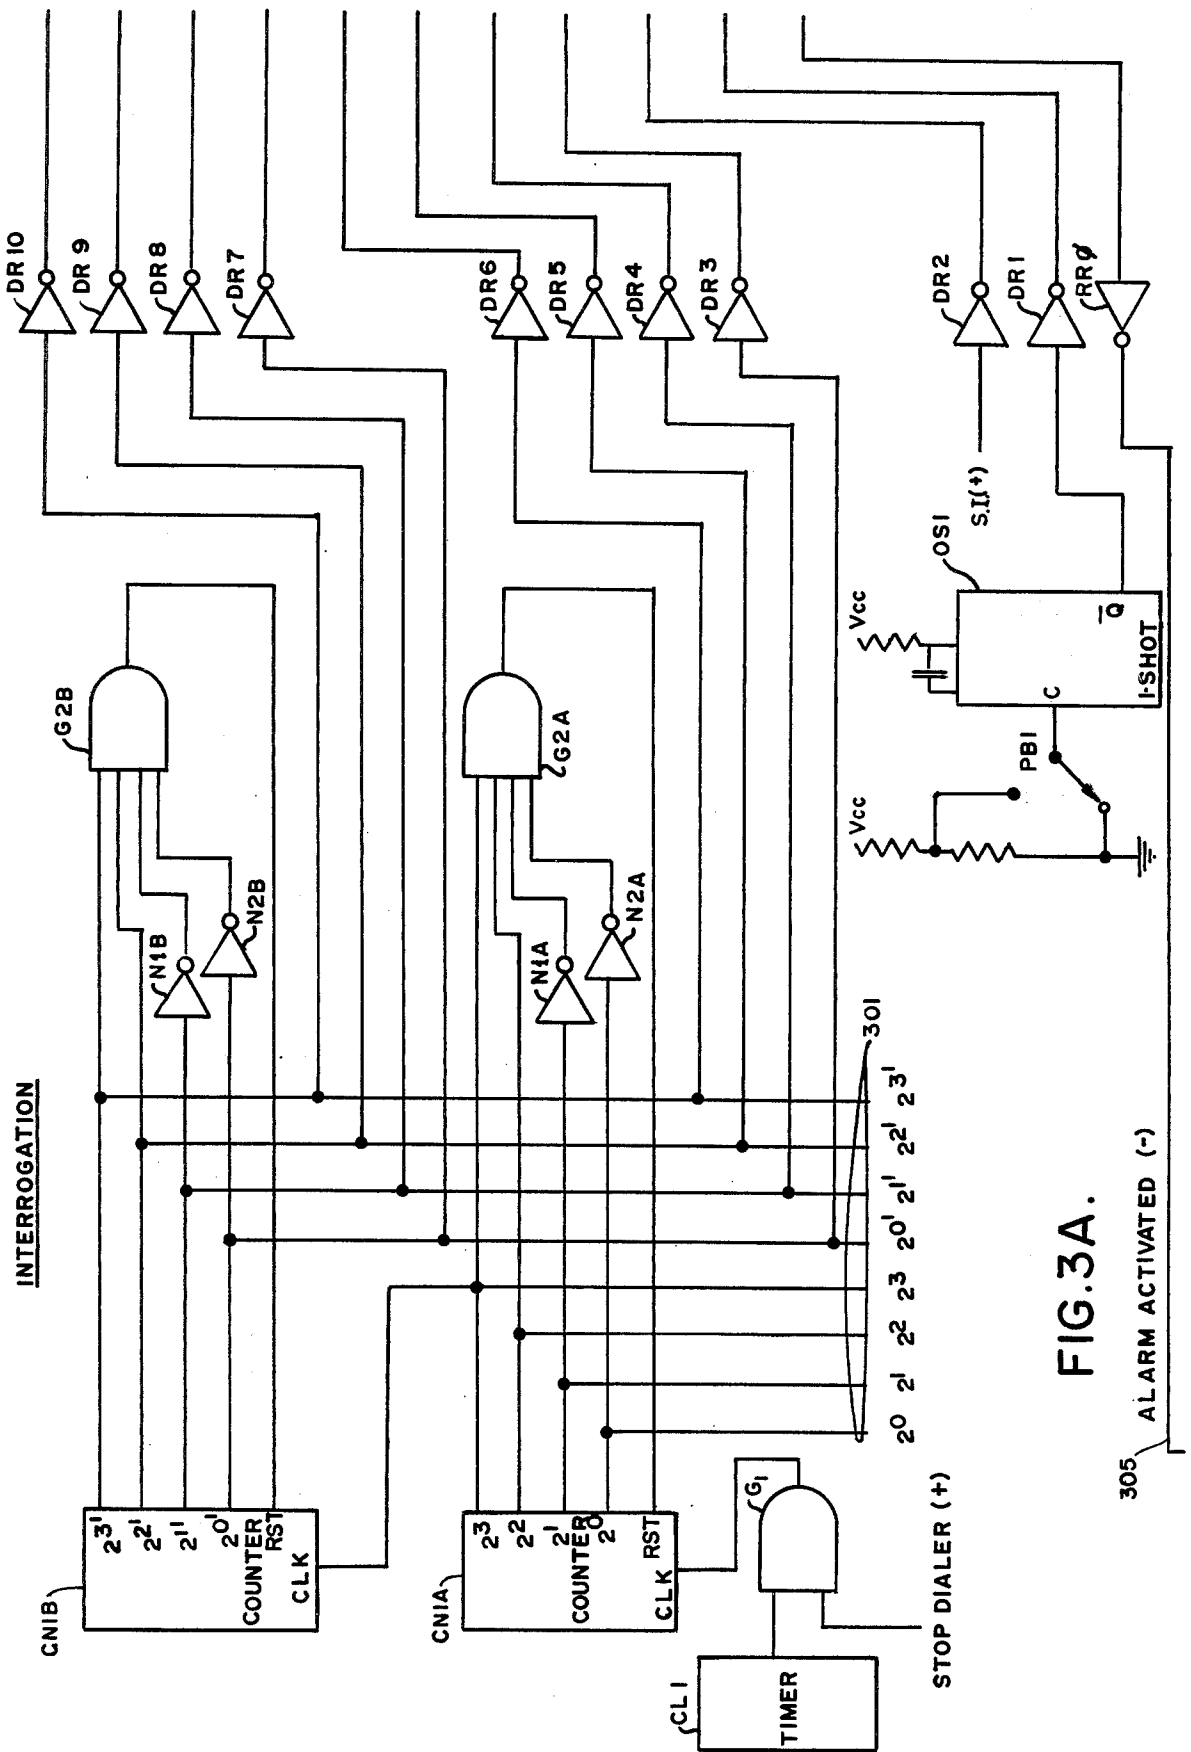 INTERROGATION
CN1B
2³'
2²'
2¹'
2⁰'
COUNTER
RST
CLK
G2B
N1B
N2B
DR10
DR9
DR8
DR7
CN1A
2³
2²
2¹
COUNTER
2⁰
RST
CLK
G2A
N1A
N2A
DR6
DR5
DR4
DR3
CL1
TIMER
G1
STOP DIALER (+)
2⁰ 2¹ 2² 2³ 2⁰' 2¹' 2²' 2³'
301
Vcc
PB1
Vcc
OS1
C
Q̅
1-SHOT
S.I.(+)
DR2
DR1
RRØ
FIG.3A.
305
ALARM ACTIVATED (-)